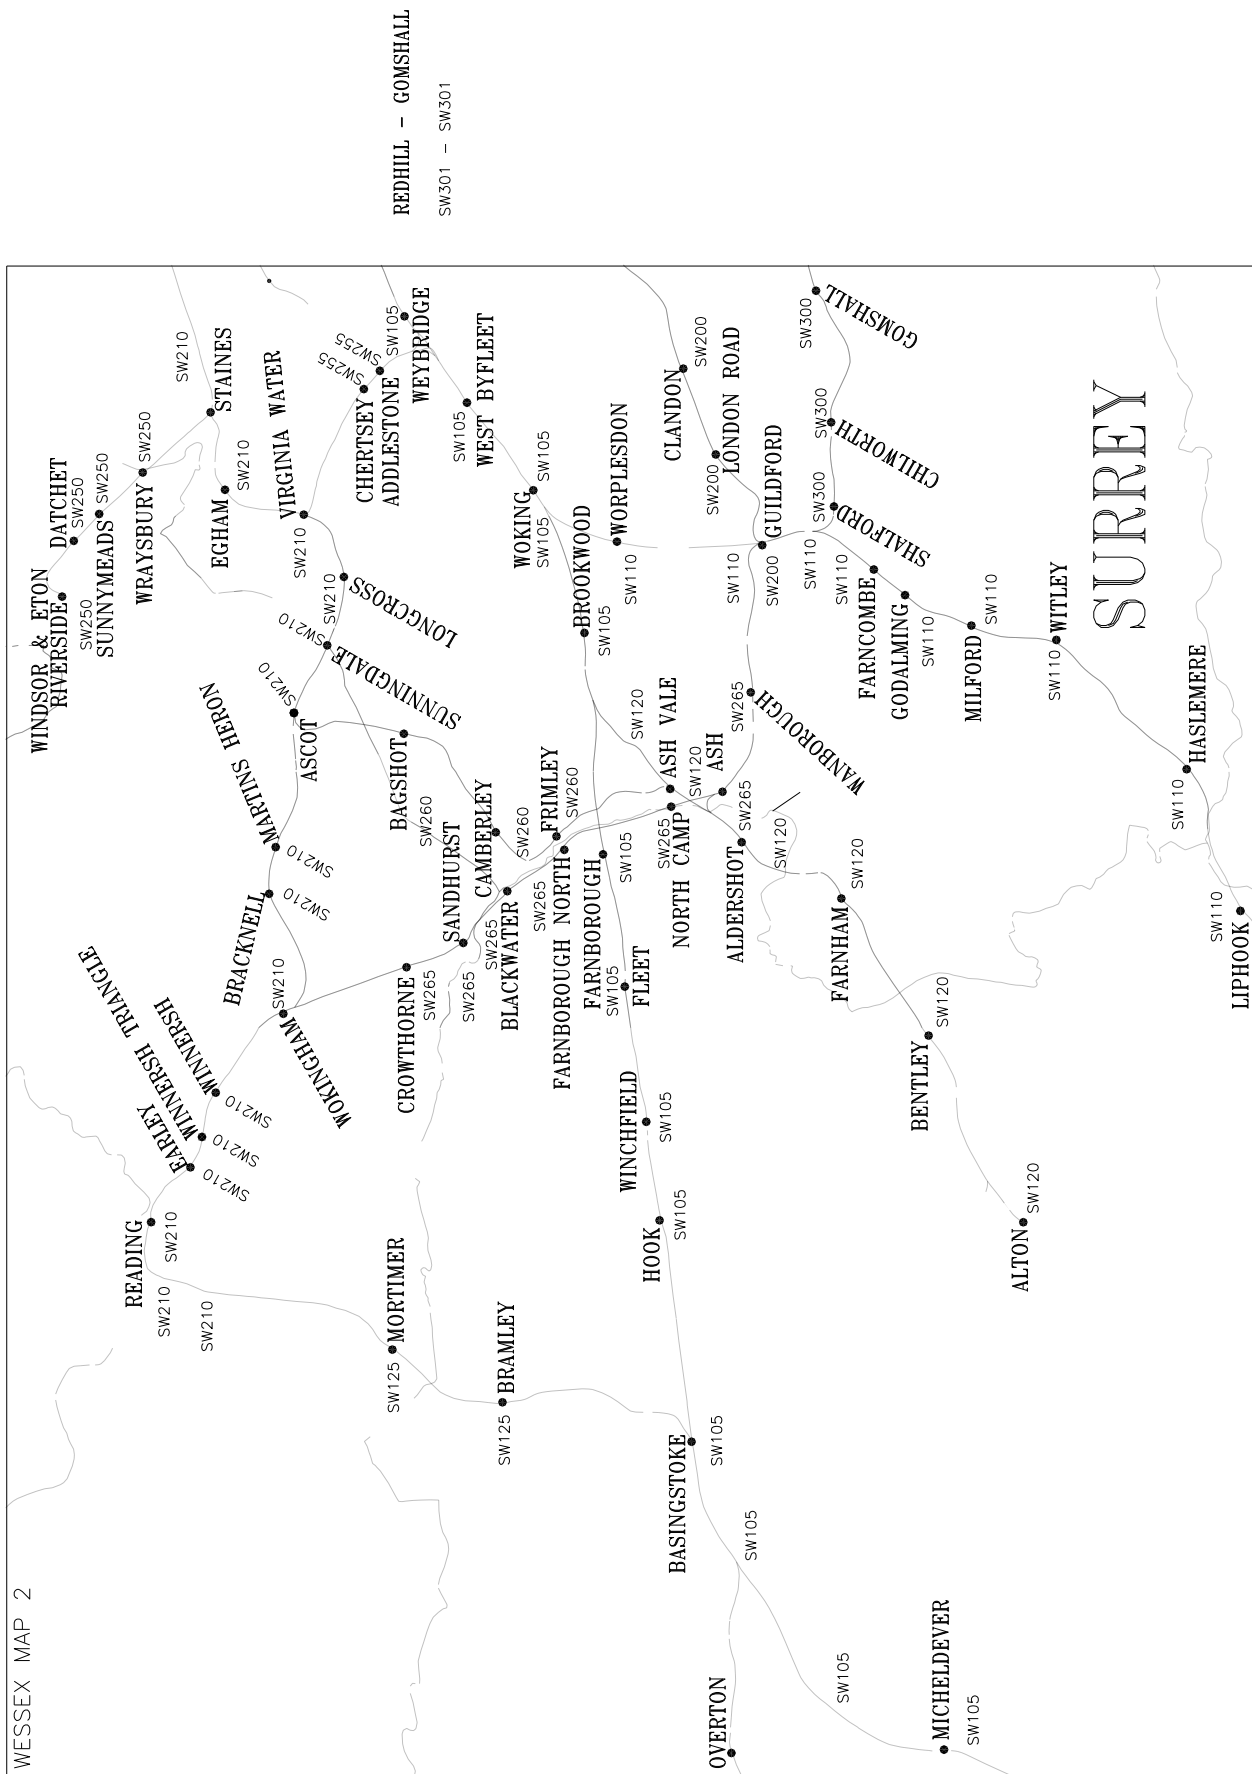 WESSEX MAP 2
REDHILL - GOMSHALL
SW301 - SW301
WINDSOR & ETON
RIVERSIDE
SW250
DATCHET
SW250
SUNNYMEADS
SW250
WRAYSBURY
SW250
STAINES
SW210
EGHAM
SW210
VIRGINIA WATER
SW210
LONGCROSS
SW210
SUNNINGDALE
SW210
ASCOT
SW210
MARTINS HERON
SW210
BRACKNELL
SW210
WOKINGHAM
SW210
WINNERSH
SW210
WINNERSH TRIANGLE
SW210
EARLEY
SW210
READING
SW210
SW210
SW210
CHERTSEY
SW255
ADDLESTONE
SW255
WEYBRIDGE
SW105
WEST BYFLEET
SW105
WOKING
SW105
SW105
BROOKWOOD
SW105
WORPLESDON
SW110
CLANDON
SW200
LONDON ROAD
SW200
GUILDFORD
SW110
SW200
SW110
SHALFORD
SW300
CHILWORTH
SW300
GOMSHALL
SW300
FARNCOMBE
SW110
GODALMING
SW110
MILFORD
SW110
WITLEY
SW110
HASLEMERE
SW110
LIPHOOK
SW110
BAGSHOT
SW260
CAMBERLEY
SW260
FRIMLEY
SW260
SANDHURST
SW265
CROWTHORNE
SW265
SW265
BLACKWATER
SW265
FARNBOROUGH NORTH
FARNBOROUGH
SW105
FLEET
SW105
WINCHFIELD
SW105
HOOK
SW105
BASINGSTOKE
SW105
SW105
SW105
MICHELDEVER
SW105
OVERTON
MORTIMER
SW125
BRAMLEY
SW125
SW120
ASH VALE
SW120
NORTH CAMP
SW265
ASH
SW265
WANBOROUGH
SW265
ALDERSHOT
SW120
FARNHAM
SW120
BENTLEY
SW120
ALTON
SW120
SURREY